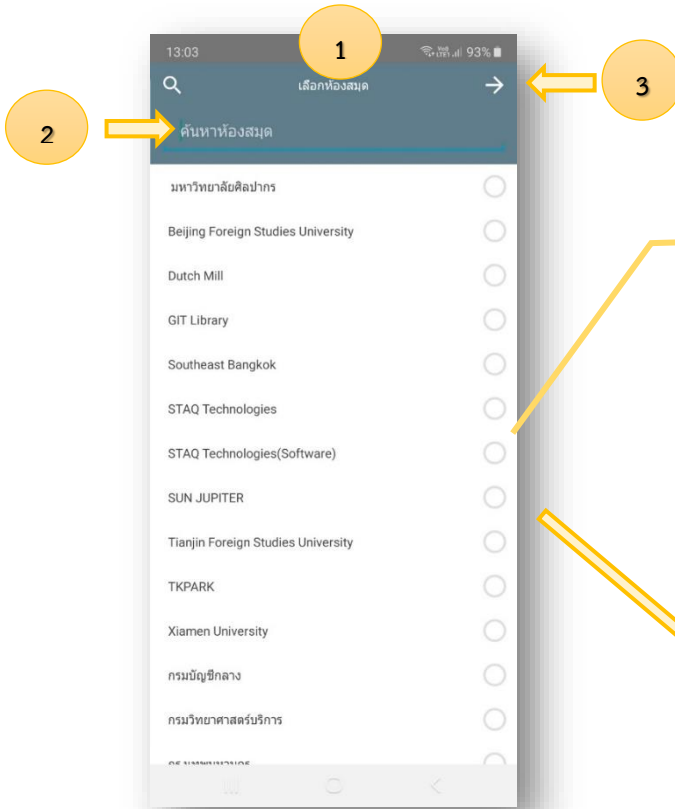 1
13:03
93%
เลือกห้องสมุด
3
2
ค้นหาห้องสมุด
มหาวิทยาลัยศิลปากร
Beijing Foreign Studies University
Dutch Mill
GIT Library
Southeast Bangkok
STAQ Technologies
STAQ Technologies(Software)
SUN JUPITER
Tianjin Foreign Studies University
TKPARK
Xiamen University
กรมบัญชีกลาง
กรมวิทยาศาสตร์บริการ